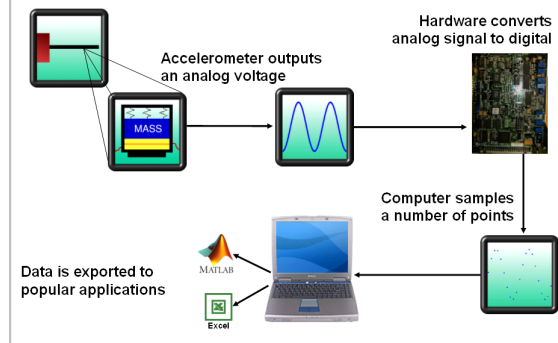 Hardware converts
analog signal to digital
Accelerometer outputs
an analog voltage
MASS
Computer samples
a number of points
MATLAB
Data is exported to
popular applications
Excel